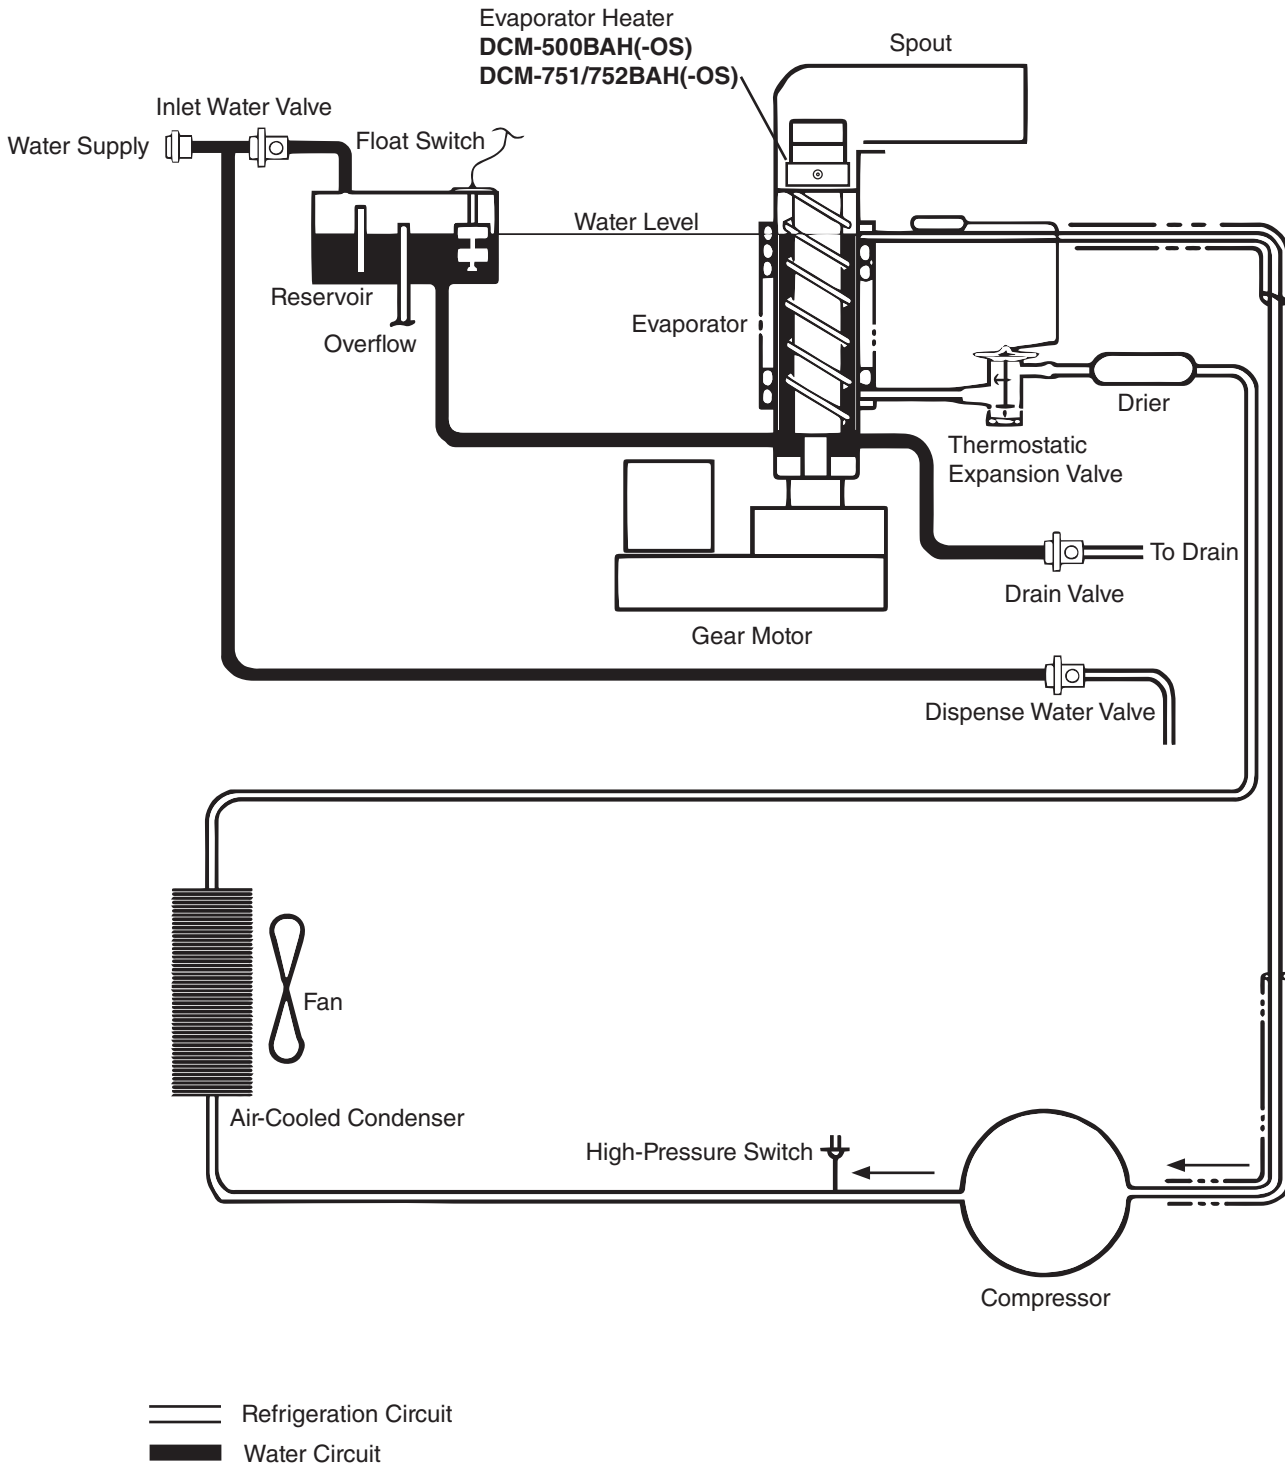 Evaporator Heater
DCM-500BAH(-OS)
DCM-751/752BAH(-OS)
Spout
Inlet Water Valve
Water Supply
Float Switch
Water Level
Reservoir
Overflow
Evaporator
Drier
Thermostatic
Expansion Valve
To Drain
Drain Valve
Gear Motor
Dispense Water Valve
Fan
Air-Cooled Condenser
High-Pressure Switch
Compressor
Refrigeration Circuit
Water Circuit